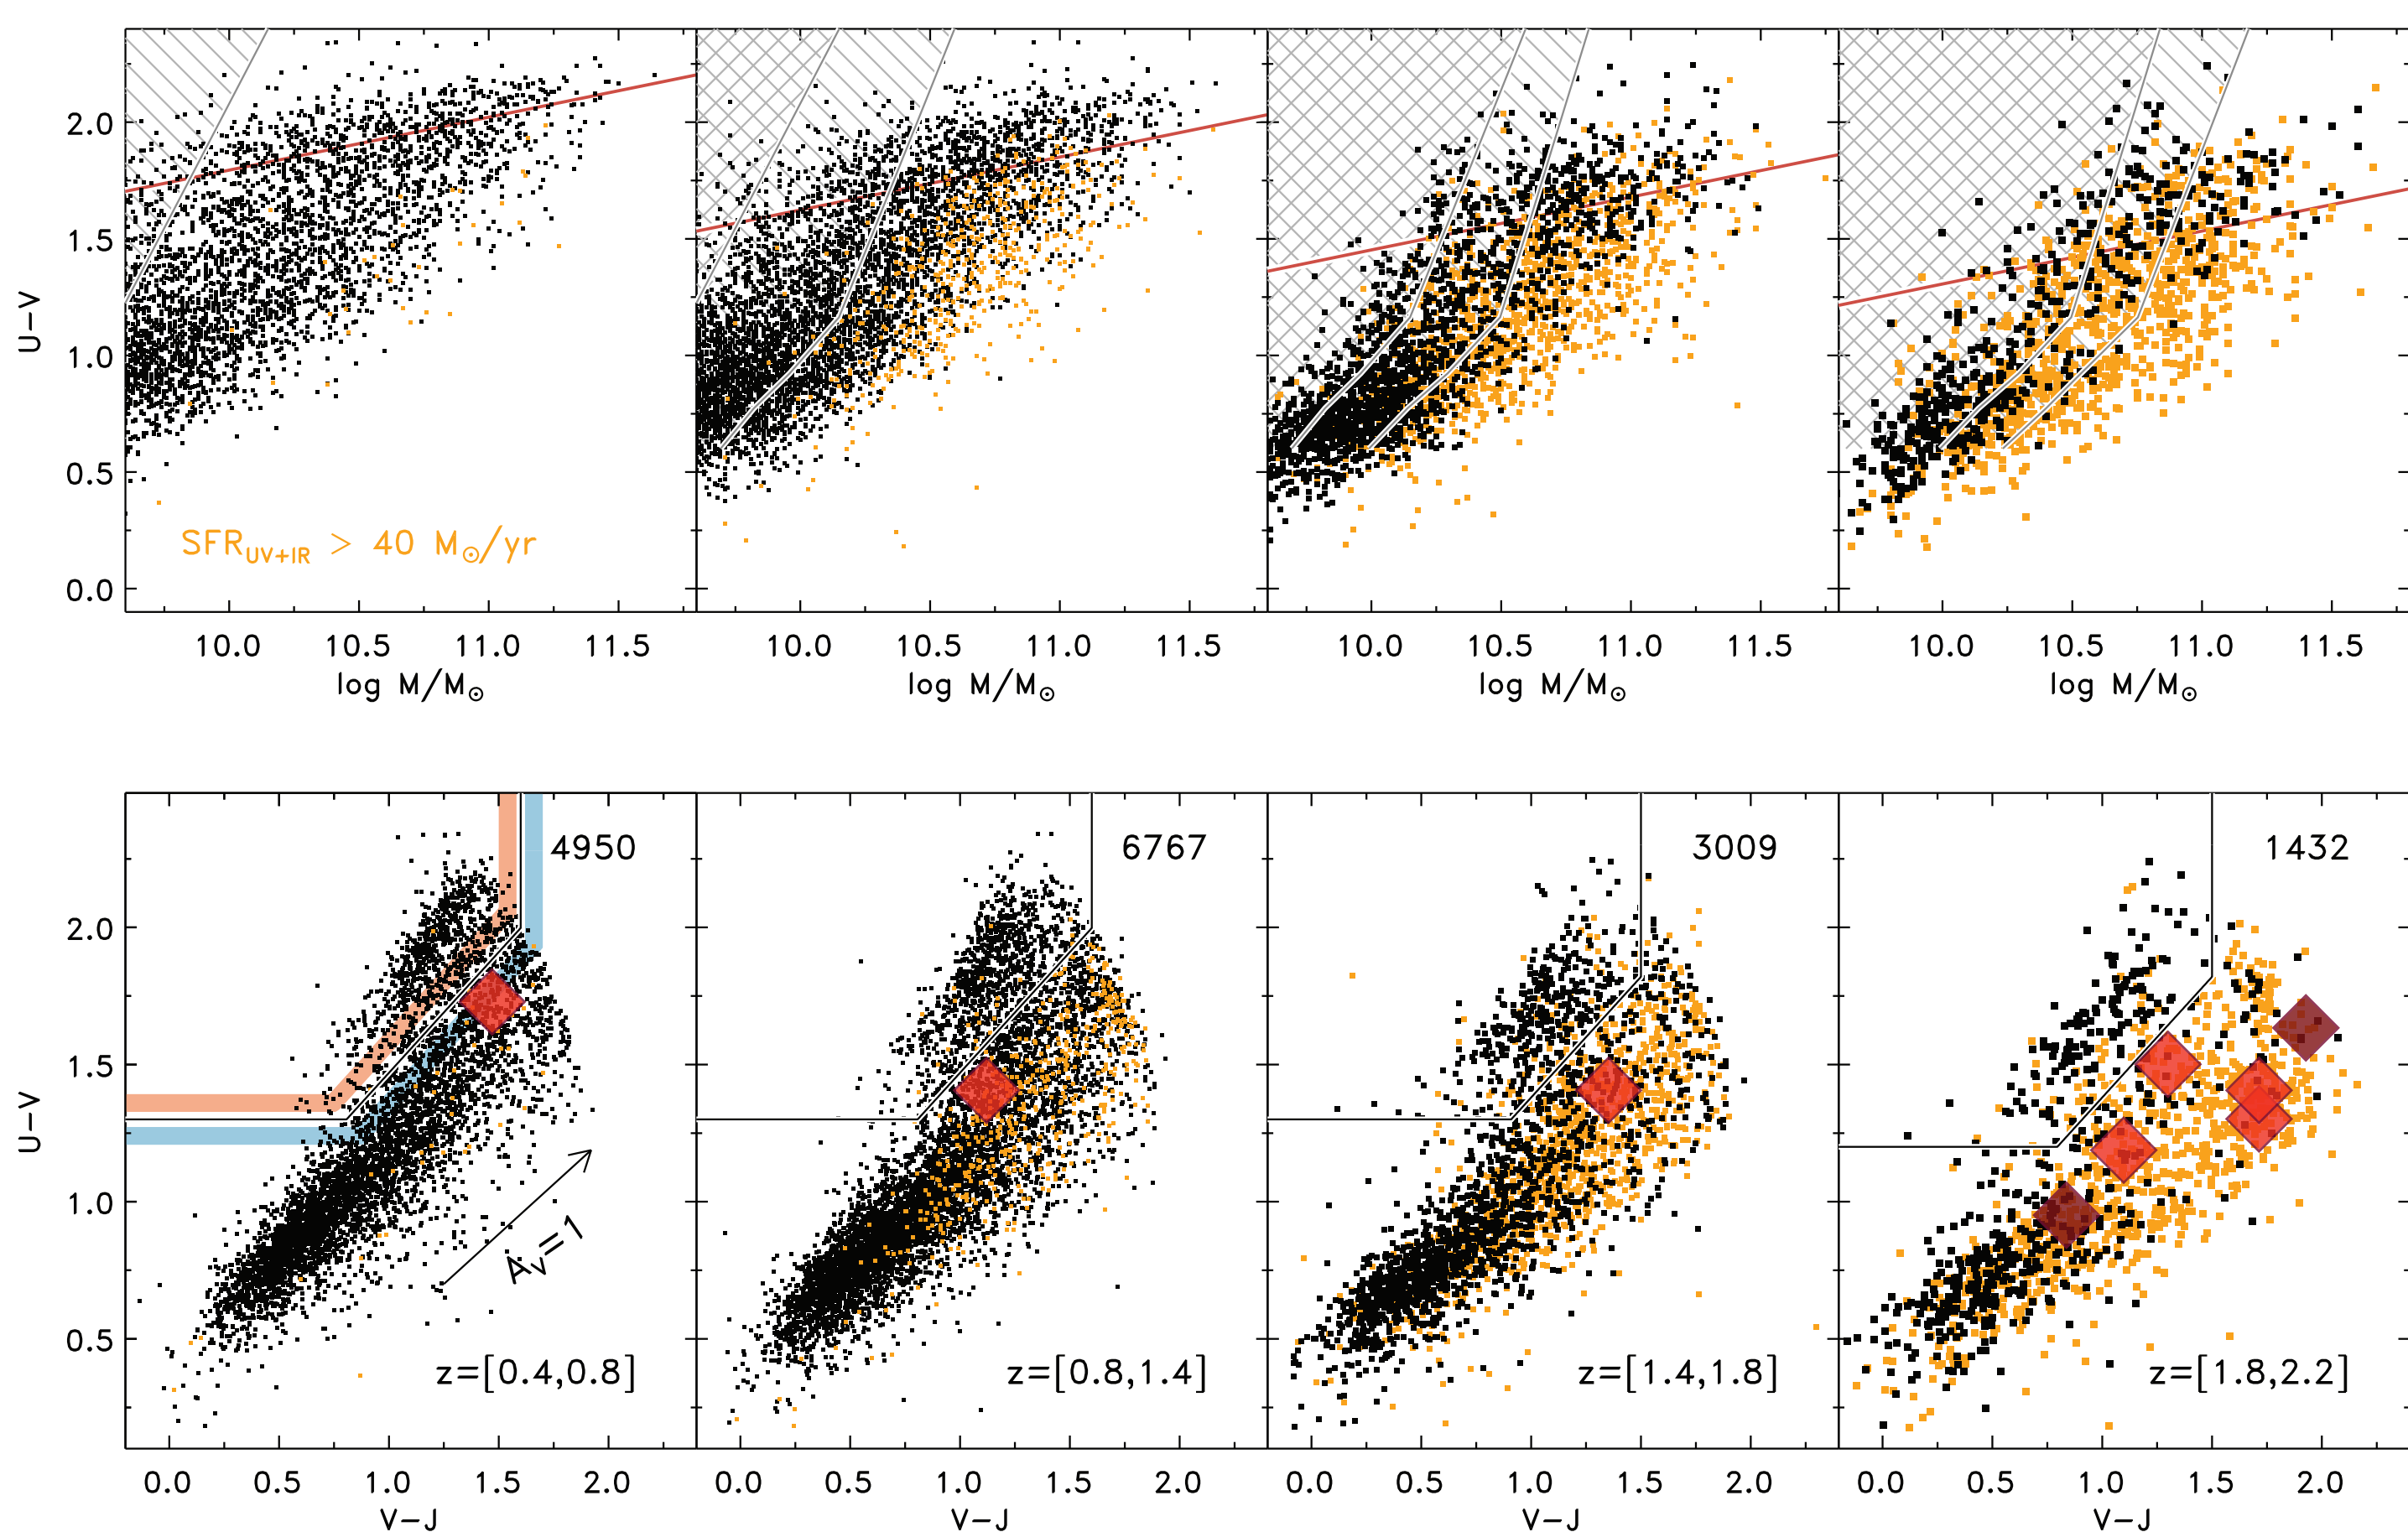 U−V
2.0
1.5
1.0
0.5
0.0
SFR_UV+IR > 40 M⊙/yr
10.0 10.5 11.0 11.5 10.0 10.5 11.0 11.5 10.0 10.5 11.0 11.5 10.0 10.5 11.0 11.5
log M/M⊙ log M/M⊙ log M/M⊙ log M/M⊙
U−V
2.0
1.5
1.0
0.5
4950 6767 3009 1432
A_V=1
z=[0.4,0.8] z=[0.8,1.4] z=[1.4,1.8] z=[1.8,2.2]
0.0 0.5 1.0 1.5 2.0 0.0 0.5 1.0 1.5 2.0 0.0 0.5 1.0 1.5 2.0 0.0 0.5 1.0 1.5 2.0
V−J V−J V−J V−J